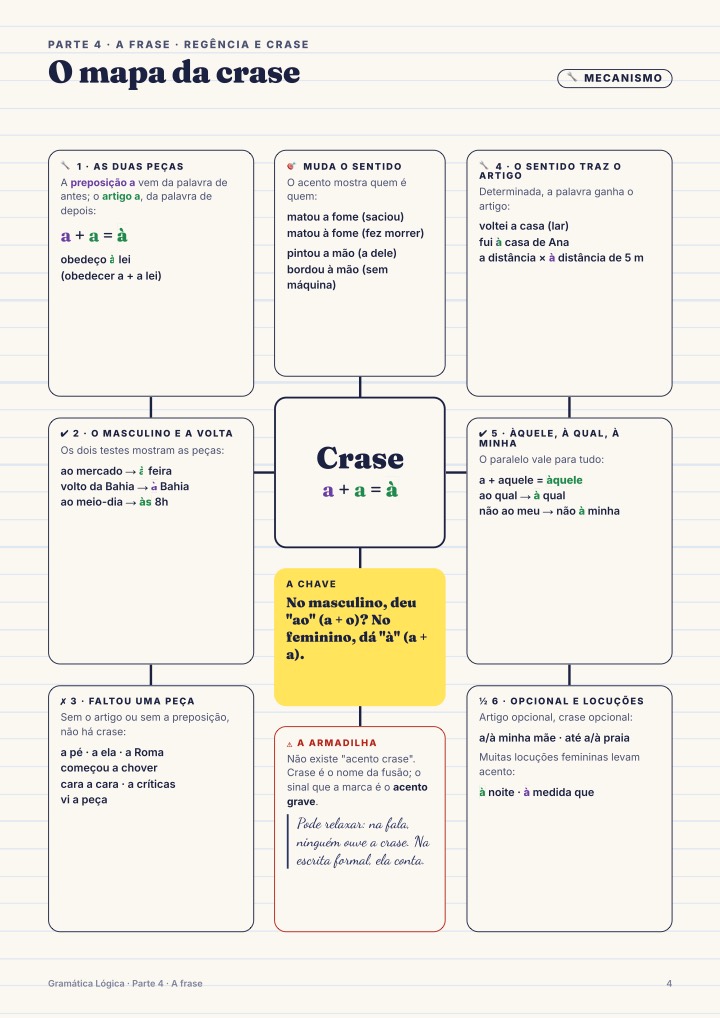 PARTE 4 · A FRASE · REGÊNCIA E CRASE
O mapa da crase
MECANISMO
1 · AS DUAS PEÇAS
A preposição a vem da palavra de
antes; o artigo a, da palavra de
depois:
a + a = à
obedeço à lei
(obedecer a + a lei)
MUDA O SENTIDO
O acento mostra quem é
quem:
matou a fome (saciou)
matou à fome (fez morrer)
pintou a mão (a dele)
bordou à mão (sem
máquina)
4 · O SENTIDO TRAZ O
ARTIGO
Determinada, a palavra ganha o
artigo:
voltei a casa (lar)
fui à casa de Ana
a distância × à distância de 5 m
✔ 2 · O MASCULINO E A VOLTA
Os dois testes mostram as peças:
ao mercado → à feira
volto da Bahia → à Bahia
ao meio-dia → às 8h
Crase
a + a = à
✔ 5 · ÀQUELE, À QUAL, À
MINHA
O paralelo vale para tudo:
a + aquele = àquele
ao qual → à qual
não ao meu → não à minha
A CHAVE
No masculino, deu
"ao" (a + o)? No
feminino, dá "à" (a +
a).
✗ 3 · FALTOU UMA PEÇA
Sem o artigo ou sem a preposição,
não há crase:
a pé · a ela · a Roma
começou a chover
cara a cara · a críticas
vi a peça
⚠ A ARMADILHA
Não existe "acento crase".
Crase é o nome da fusão; o
sinal que a marca é o acento
grave.
Pode relaxar: na fala,
ninguém ouve a crase. Na
escrita formal, ela conta.
½ 6 · OPCIONAL E LOCUÇÕES
Artigo opcional, crase opcional:
a/à minha mãe · até a/à praia
Muitas locuções femininas levam
acento:
à noite · à medida que
Gramática Lógica · Parte 4 · A frase
4